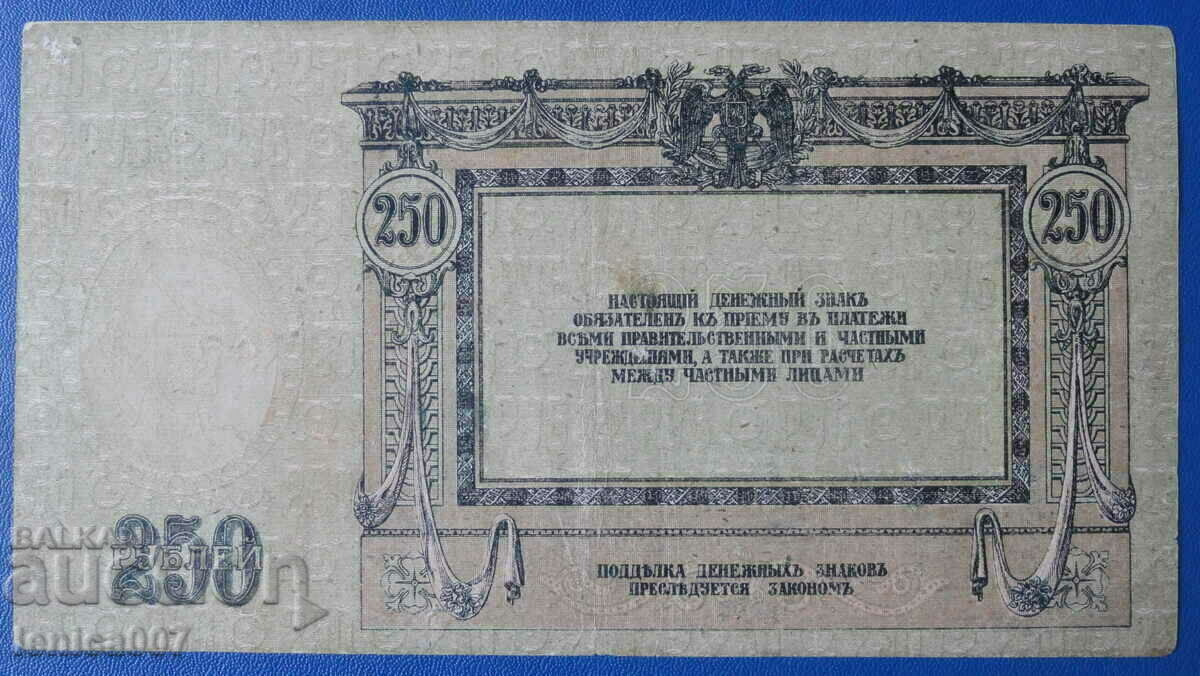 250
250
НАСТОЯЩІЙ ДЕНЕЖНЫЙ ЗНАКЪ
ОБЯЗАТЕЛЕНЪ КЪ ПРІЕМУ ВЪ ПЛАТЕЖИ
ВСѢМИ ПРАВИТЕЛЬСТВЕННЫМИ И ЧАСТНЫМИ
УЧРЕЖДЕНІЯМИ, А ТАКЖЕ ПРИ РАСЧЕТАХЪ
МЕЖДУ ЧАСТНЫМИ ЛИЦАМИ
250
РУБЛЕЙ
ПОДДѢЛКА ДЕНЕЖНЫХЪ ЗНАКОВЪ
ПРЕСЛѢДУЕТСЯ ЗАКОНОМЪ
BALKAN
auction
lenica007